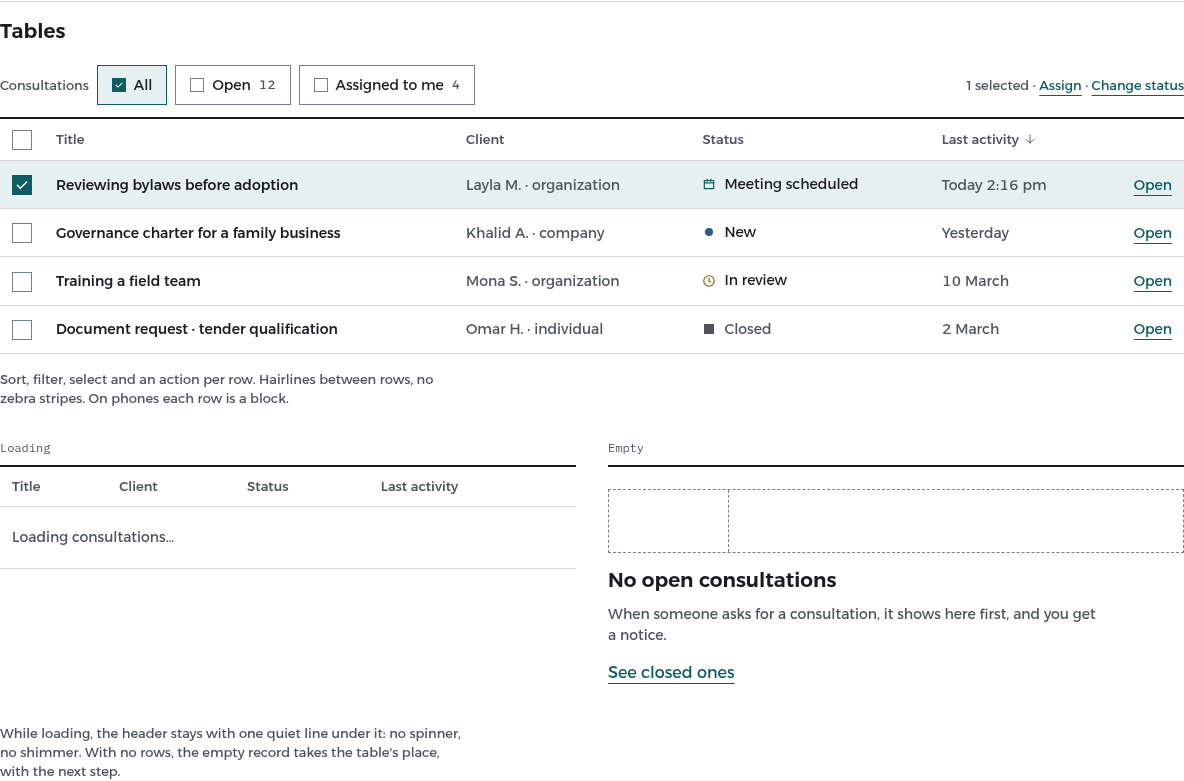 Tables
Consultations All Open 12 Assigned to me 4 1 selected · Assign · Change status
Title Client Status Last activity ↓
Reviewing bylaws before adoption Layla M. · organization Meeting scheduled Today 2:16 pm Open
Governance charter for a family business Khalid A. · company New Yesterday Open
Training a field team Mona S. · organization In review 10 March Open
Document request · tender qualification Omar H. · individual Closed 2 March Open
Sort, filter, select and an action per row. Hairlines between rows, no
zebra stripes. On phones each row is a block.
Loading
Title Client Status Last activity
Loading consultations…
Empty
No open consultations
When someone asks for a consultation, it shows here first, and you get
a notice.
See closed ones
While loading, the header stays with one quiet line under it: no spinner,
no shimmer. With no rows, the empty record takes the table's place,
with the next step.